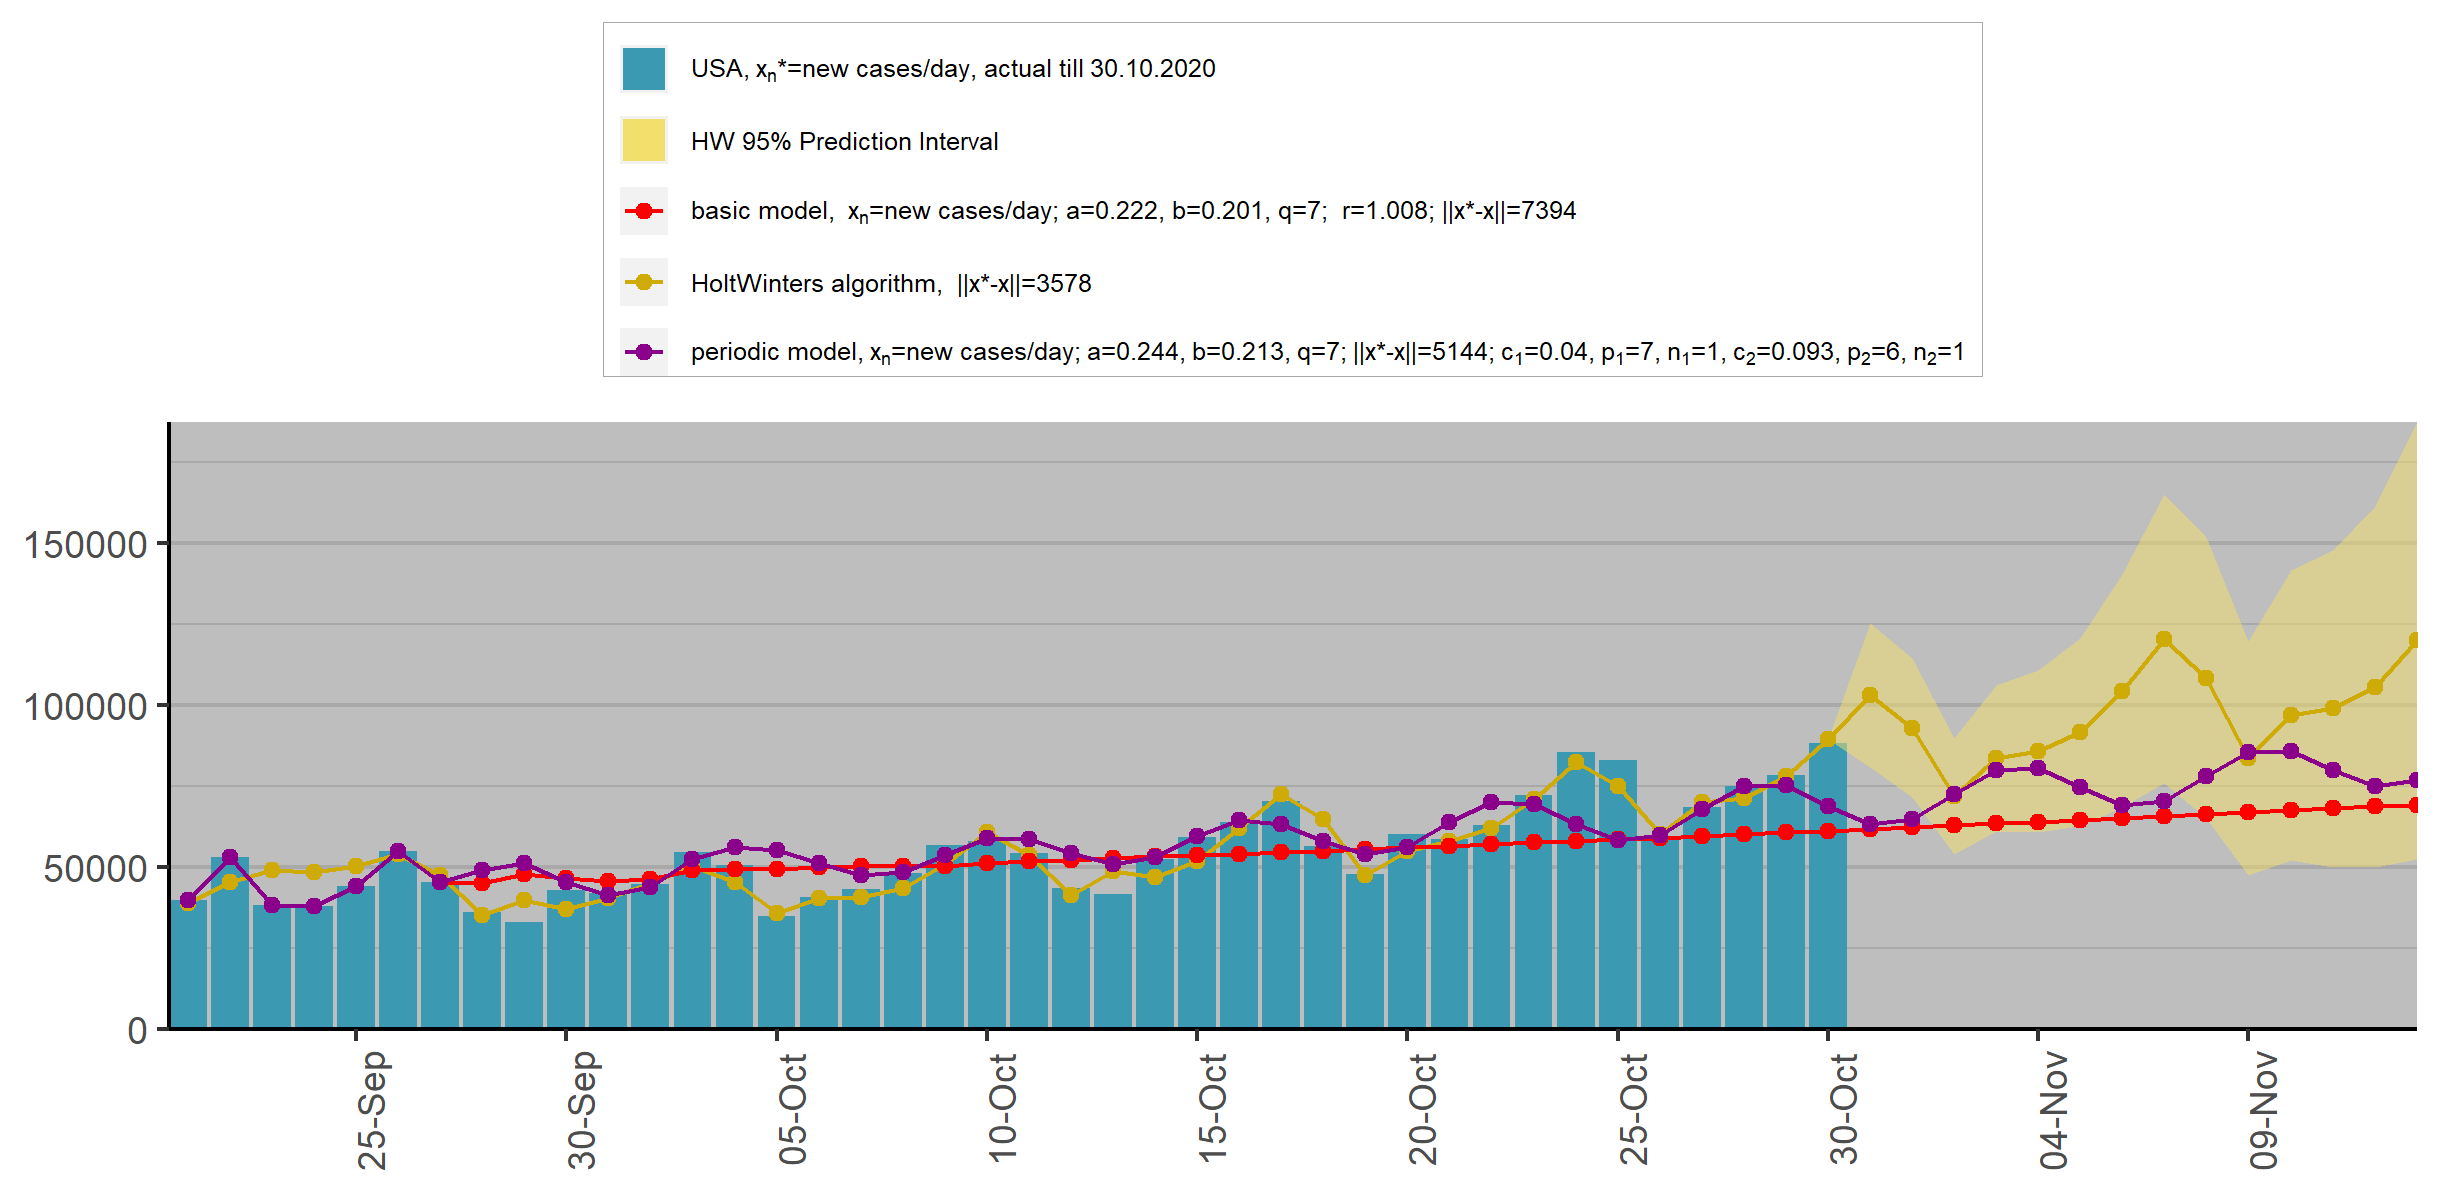 USA, xₙ*=new cases/day, actual till 30.10.2020
HW 95% Prediction Interval
basic model,  xₙ=new cases/day; a=0.222, b=0.201, q=7;  r=1.008; ||x*-x||=7394
HoltWinters algorithm,  ||x*-x||=3578
periodic model, xₙ=new cases/day; a=0.244, b=0.213, q=7; ||x*-x||=5144; c₁=0.04, p₁=7, n₁=1, c₂=0.093, p₂=6, n₂=1
150000
100000
50000
0
25-Sep
30-Sep
05-Oct
10-Oct
15-Oct
20-Oct
25-Oct
30-Oct
04-Nov
09-Nov